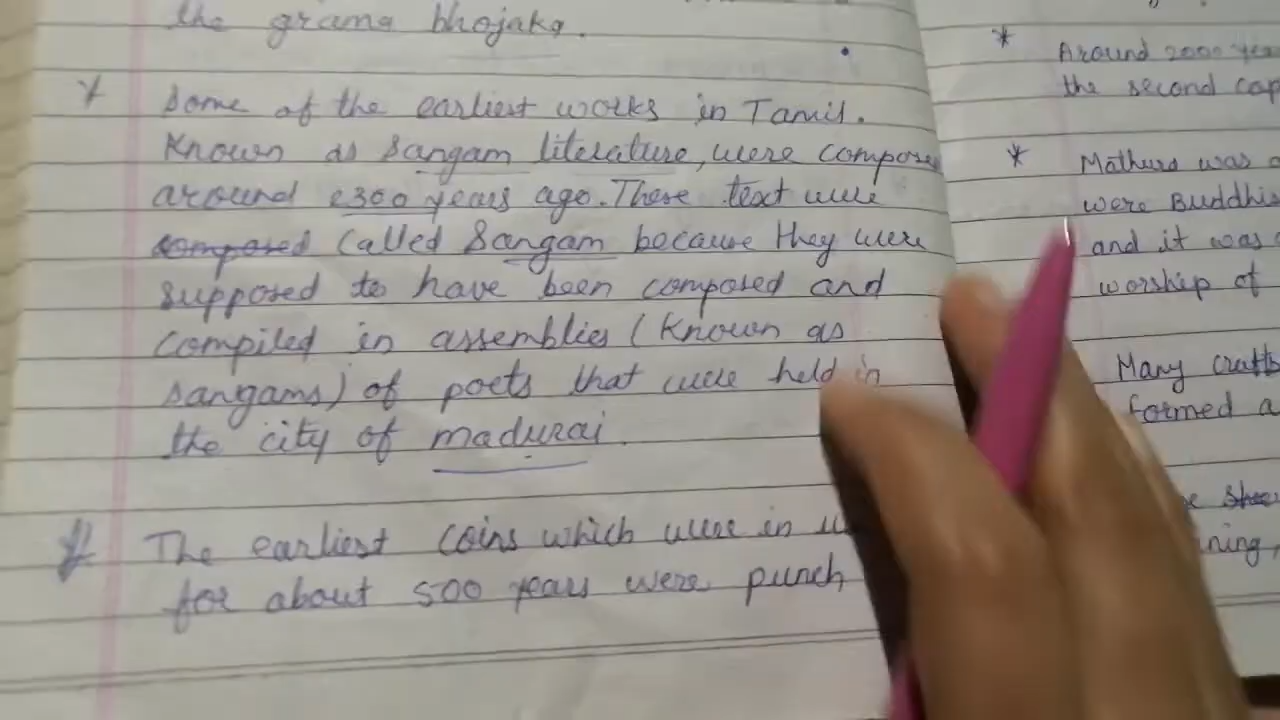 the grama bhojaka.
Some of the earliest works in Tamil.
Known as Sangam literature, were compose
around 2300 years ago. These text were
composed Called Sangam because they were
supposed to have been composed and
compiled in assemblies (Known as
sangams) of poets that were held in
the city of madurai.
The earliest coins which were in u
for about 500 years were punch
* Around 2000 yea
the second cap
* Mathura was a
were Buddhis
and it was
worship of
Many crafts
formed a
ning,